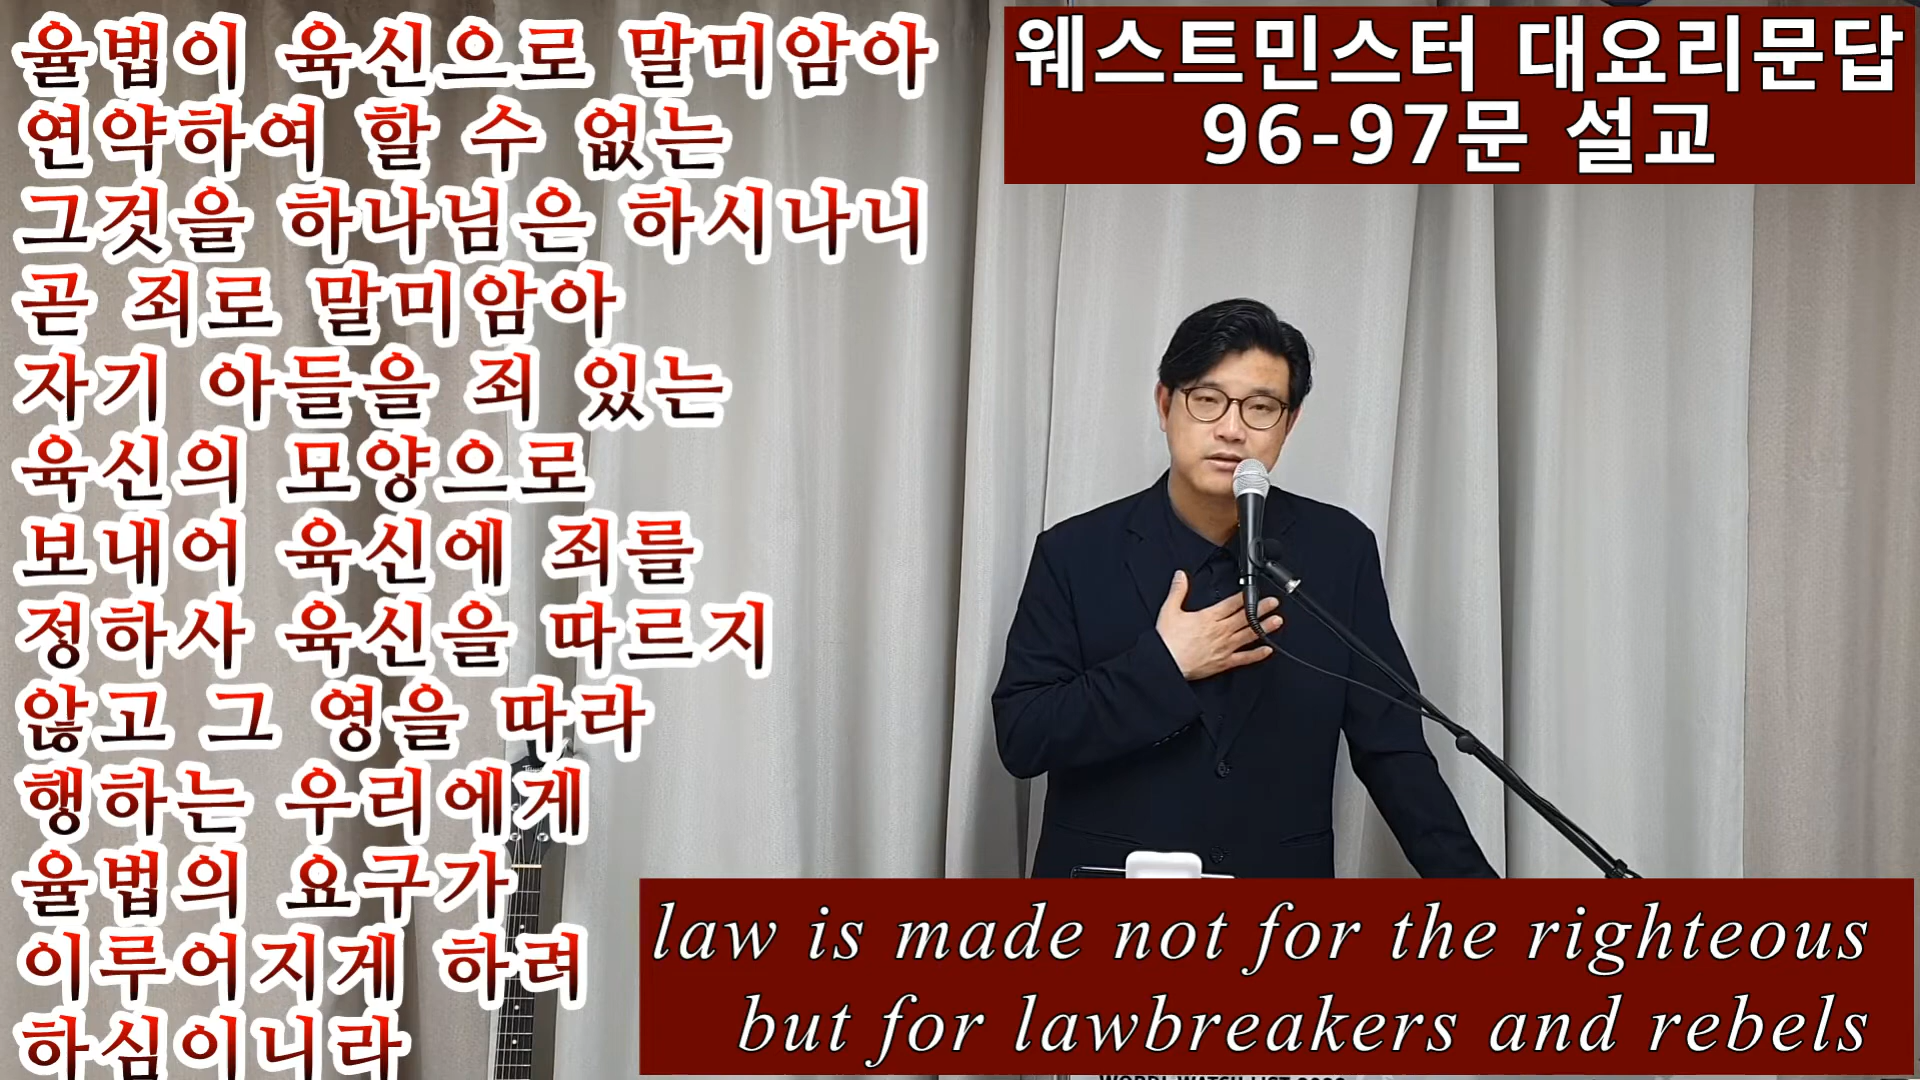 율법이 육신으로 말미암아
연약하여 할 수 없는
그것을 하나님은 하시나니
곧 죄로 말미암아
자기 아들을 죄 있는
육신의 모양으로
보내어 육신에 죄를
정하사 육신을 따르지
않고 그 영을 따라
행하는 우리에게
율법의 요구가
이루어지게 하려
하심이니라
웨스트민스터 대요리문답
96-97문 설교
law is made not for the righteous
but for lawbreakers and rebels